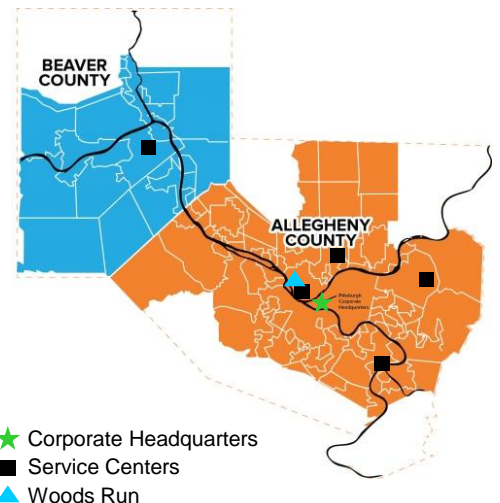 BEAVER
COUNTY
ALLEGHENY
COUNTY
Pittsburgh
Corporate
Headquarters
Corporate Headquarters
Service Centers
Woods Run